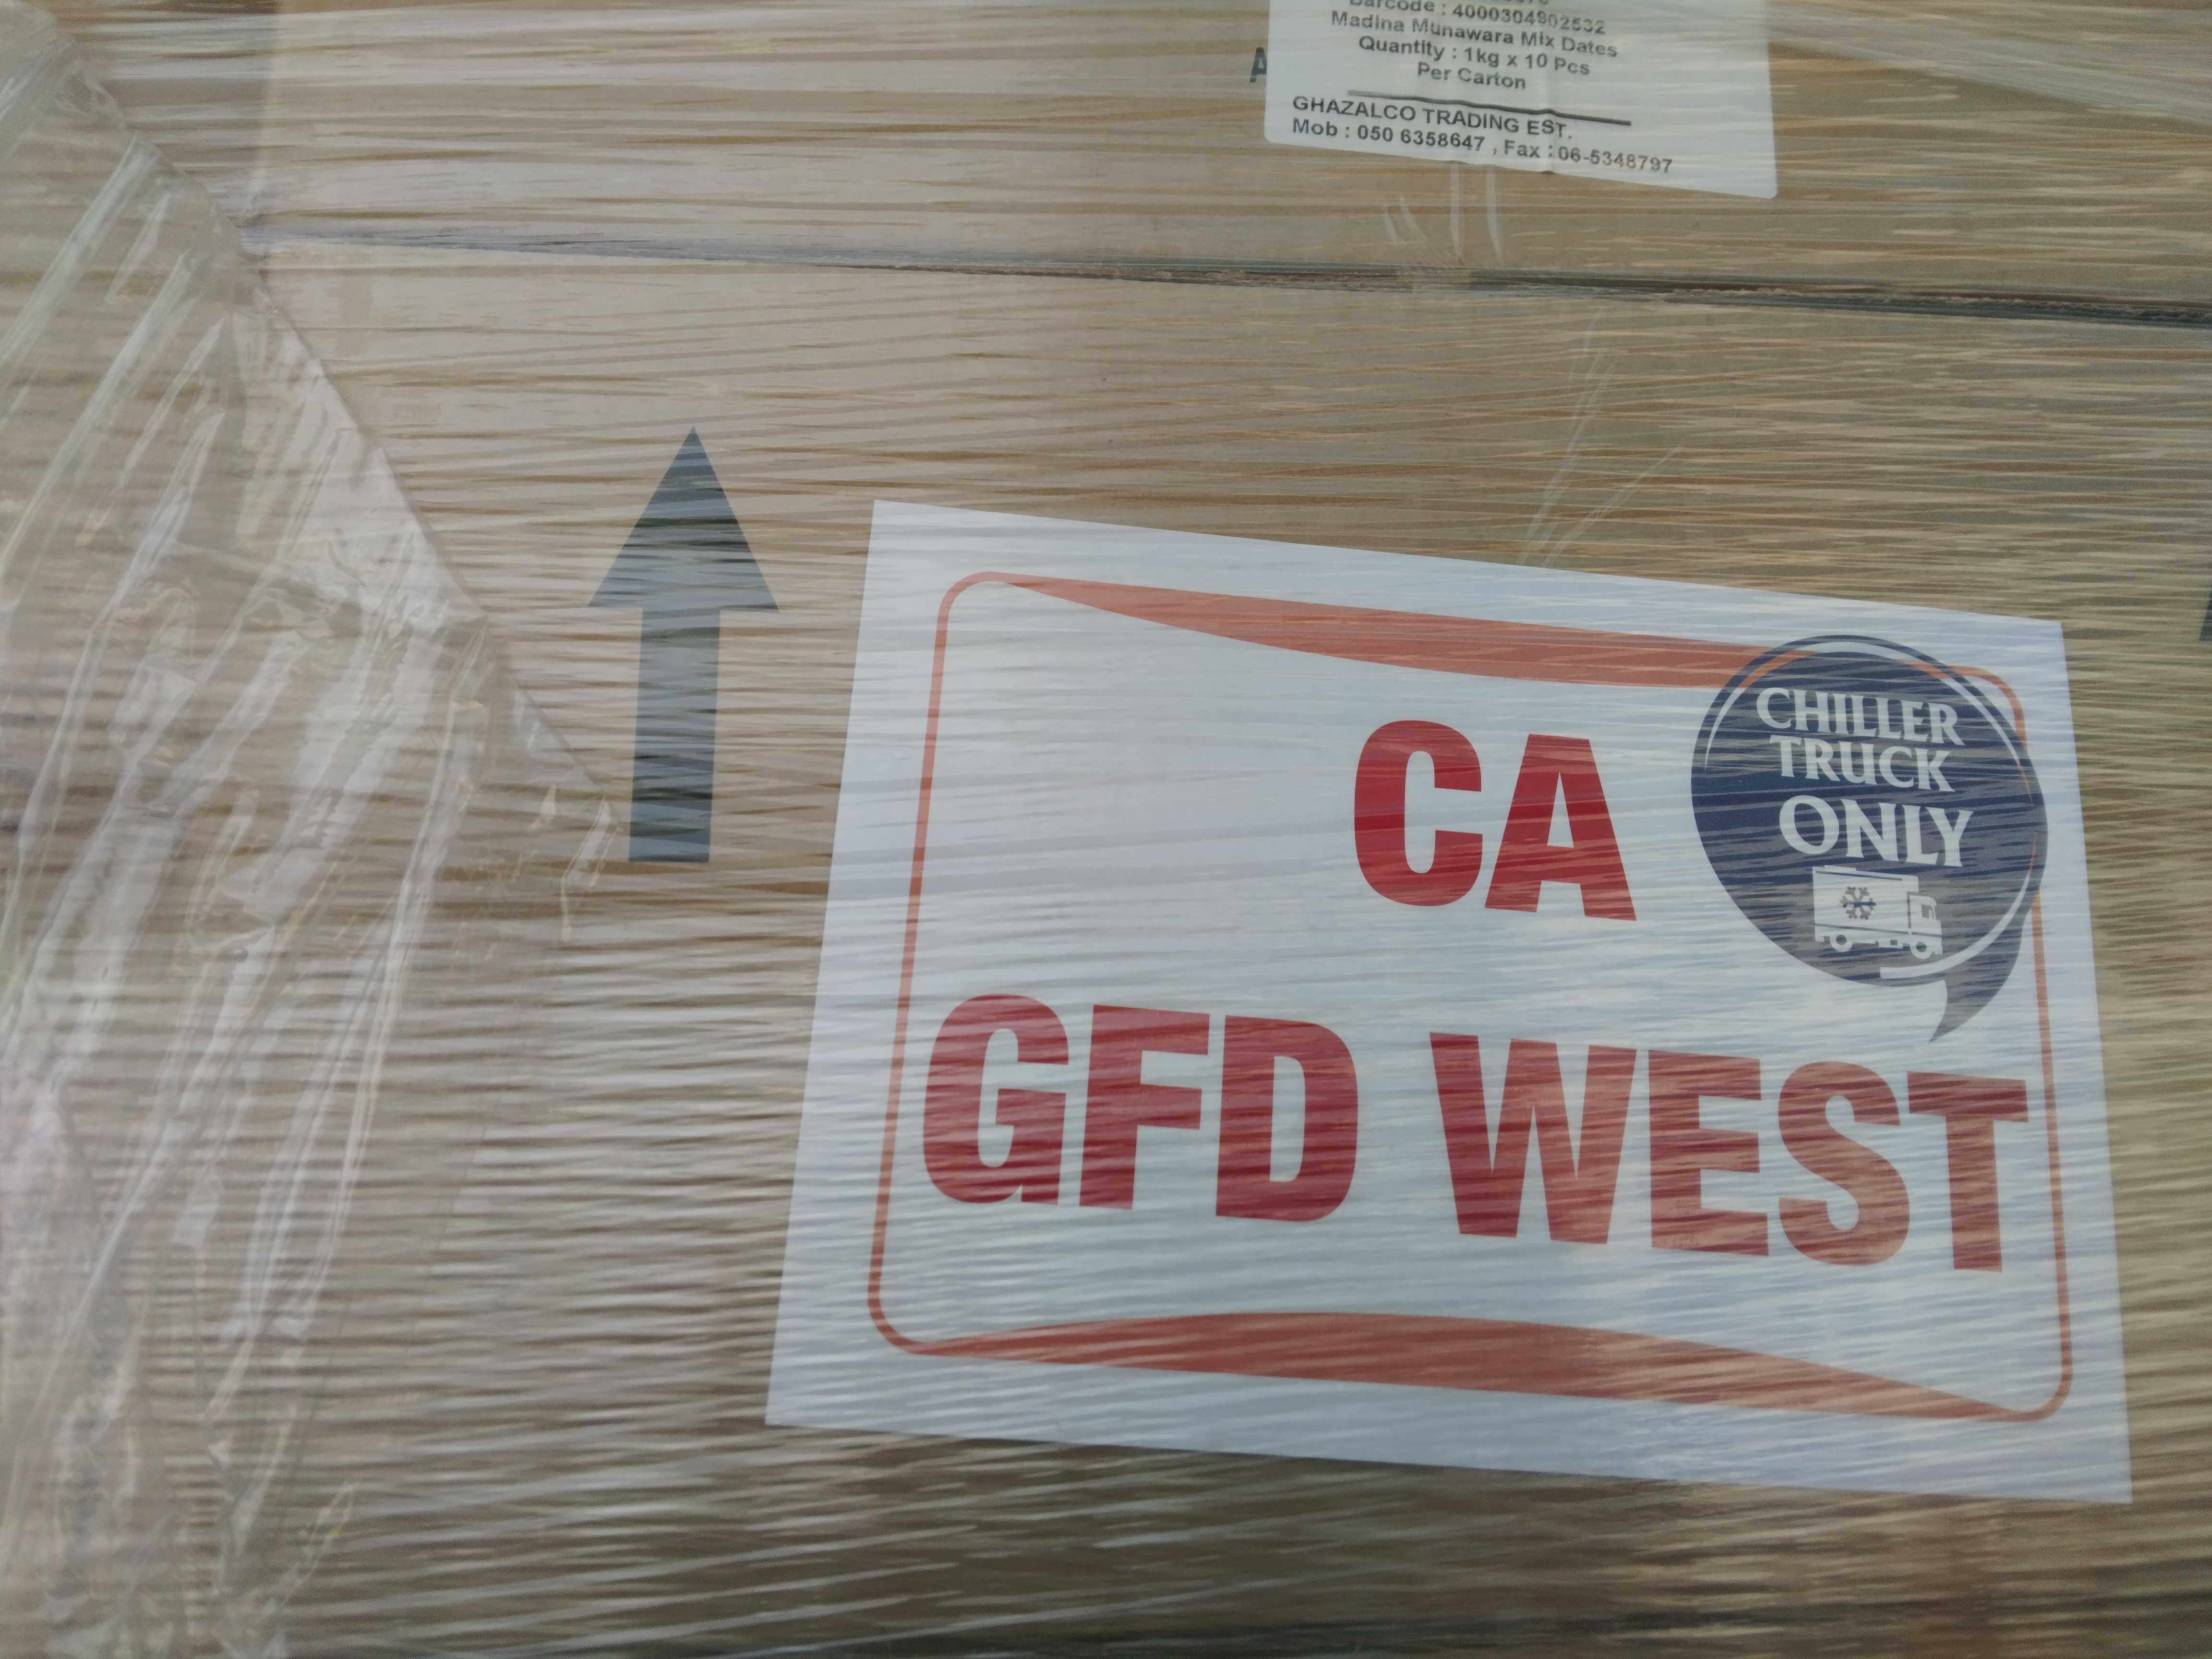 Barcode : 4000304902532
Madina Munawara Mix Dates
Quantity : 1kg x 10 Pcs
Per Carton
GHAZALCO TRADING EST.
Mob : 050 6358647 , Fax : 06-5348797
CHILLER
TRUCK
ONLY
CA
GFD WEST